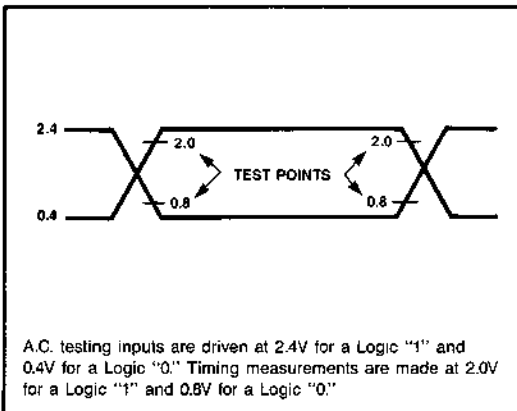 2.4
2.0 2.0
TEST POINTS
0.8 0.8
0.4
A.C. testing inputs are driven at 2.4V for a Logic “1” and
0.4V for a Logic “0.” Timing measurements are made at 2.0V
for a Logic “1” and 0.8V for a Logic “0.”